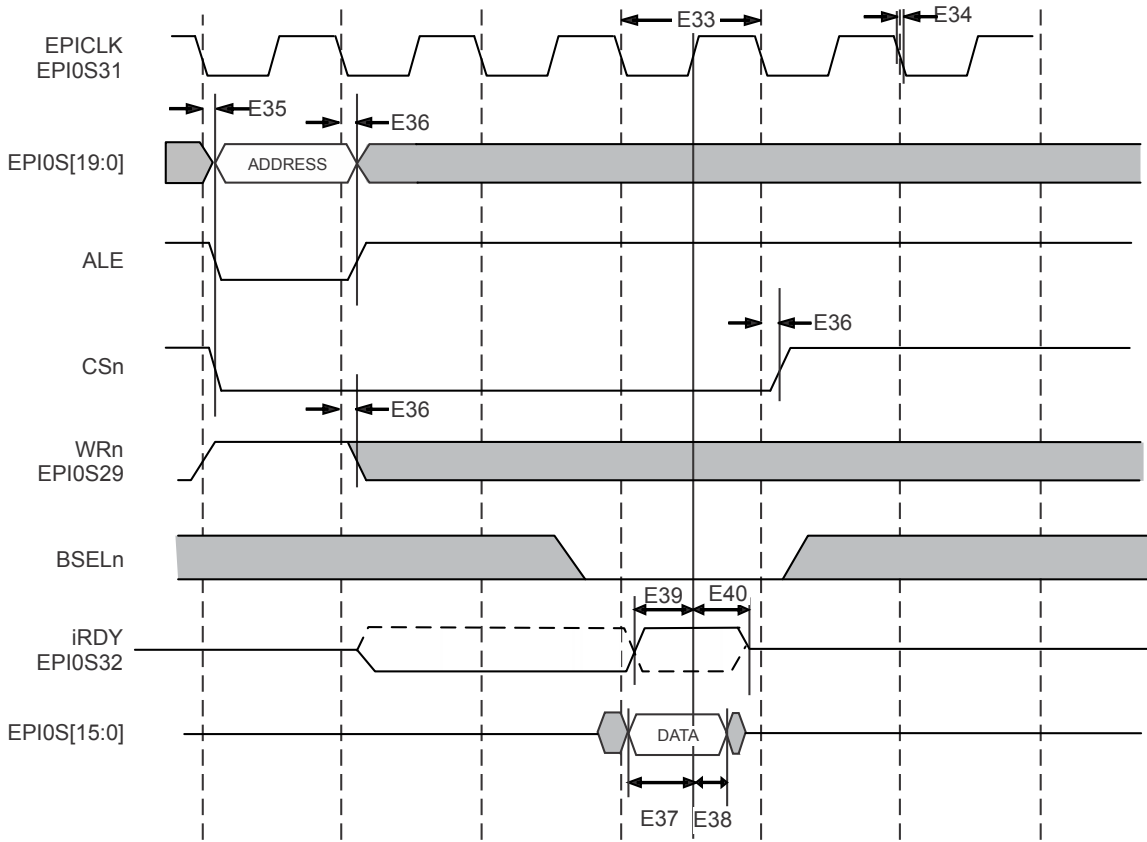 E33
E34
EPICLK
EPI0S31
E35
E36
EPI0S[19:0]
ADDRESS
ALE
E36
CSn
E36
WRn
EPI0S29
BSELn
E39
E40
iRDY
EPI0S32
EPI0S[15:0]
DATA
E37
E38